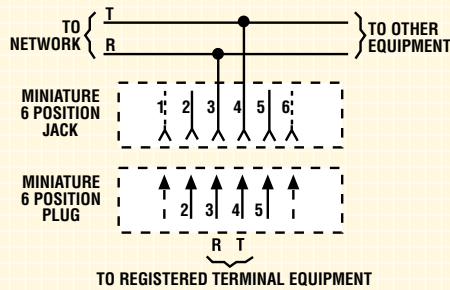 T
TO NETWORK
R
TO OTHER EQUIPMENT
MINIATURE 6 POSITION JACK
1 2 3 4 5 6
MINIATURE 6 POSITION PLUG
2 3 4 5
R T
TO REGISTERED TERMINAL EQUIPMENT